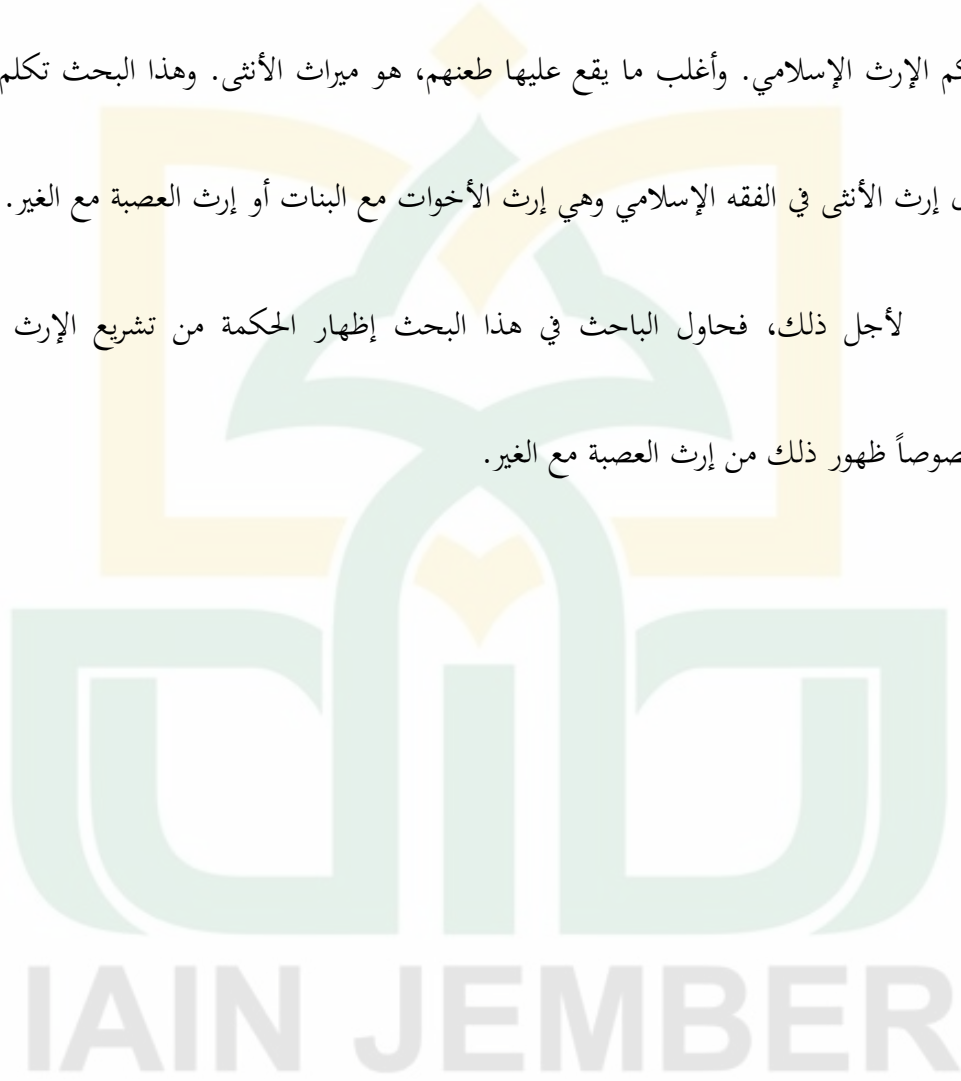 الإرث الإسلامي. وأغلب ما يقع عليها طعنهم، هو ميراث الأنثى. وهذا البحث تكلم
إرث الأنثى في الفقه الإسلامي وهي إرث الأخوات مع البنات أو إرث العصبة مع الغير.
لأجل ذلك، فحاول الباحث في هذا البحث إظهار الحكمة من تشريع الإرث
ظهور ذلك من إرث العصبة مع الغير.
IAIN JEMBER